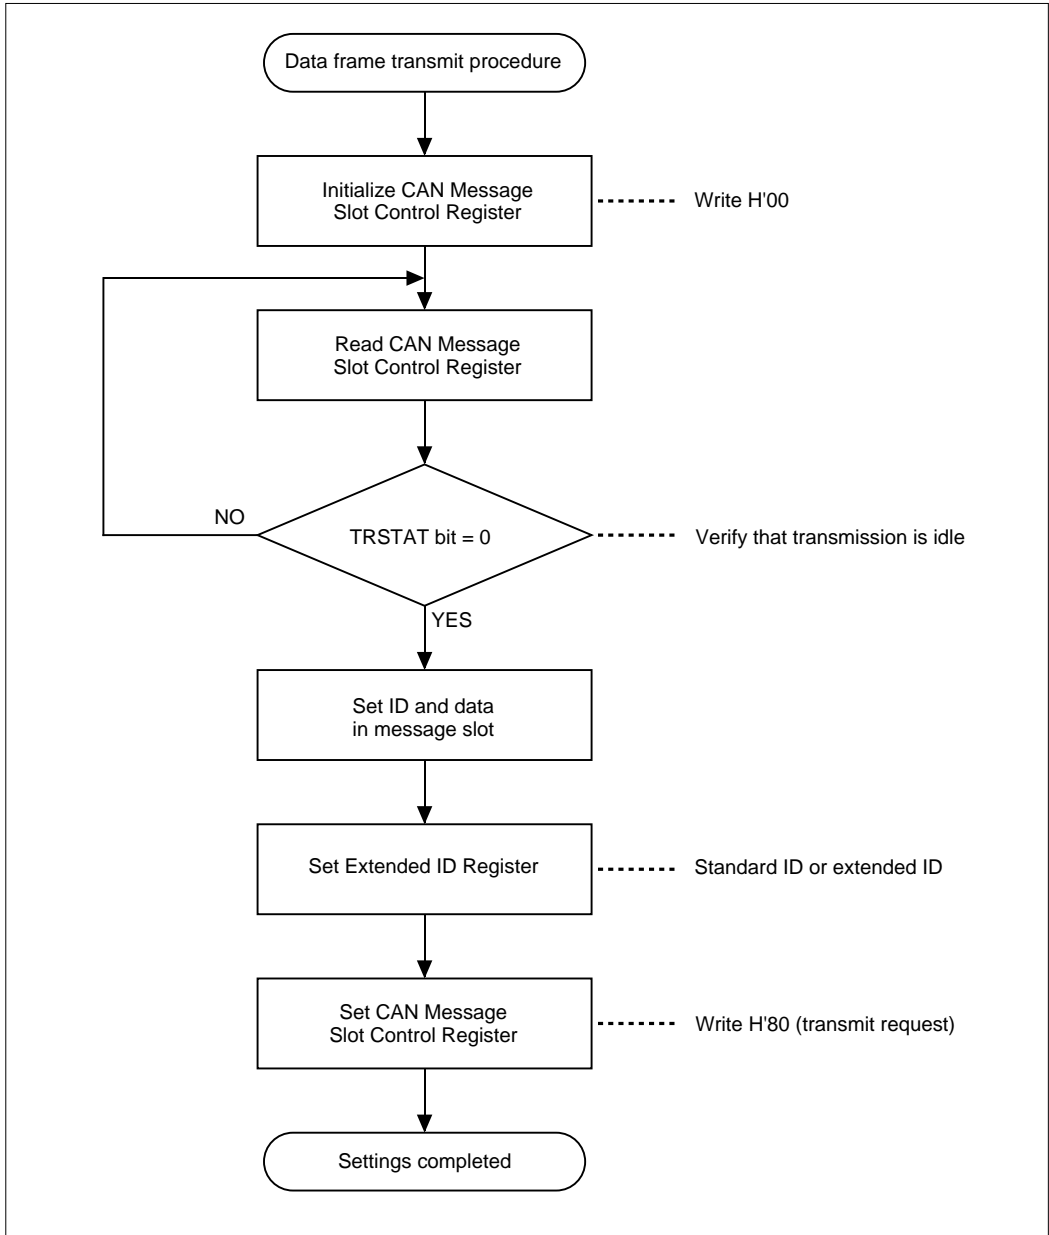 Data frame transmit procedure
Initialize CAN Message
Slot Control Register
Write H'00
Read CAN Message
Slot Control Register
NO
TRSTAT bit = 0
Verify that transmission is idle
YES
Set ID and data
in message slot
Set Extended ID Register
Standard ID or extended ID
Set CAN Message
Slot Control Register
Write H'80 (transmit request)
Settings completed